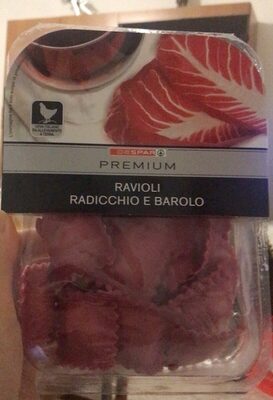 DESPAR
PREMIUM
RAVIOLI
RADICCHIO E BAROLO